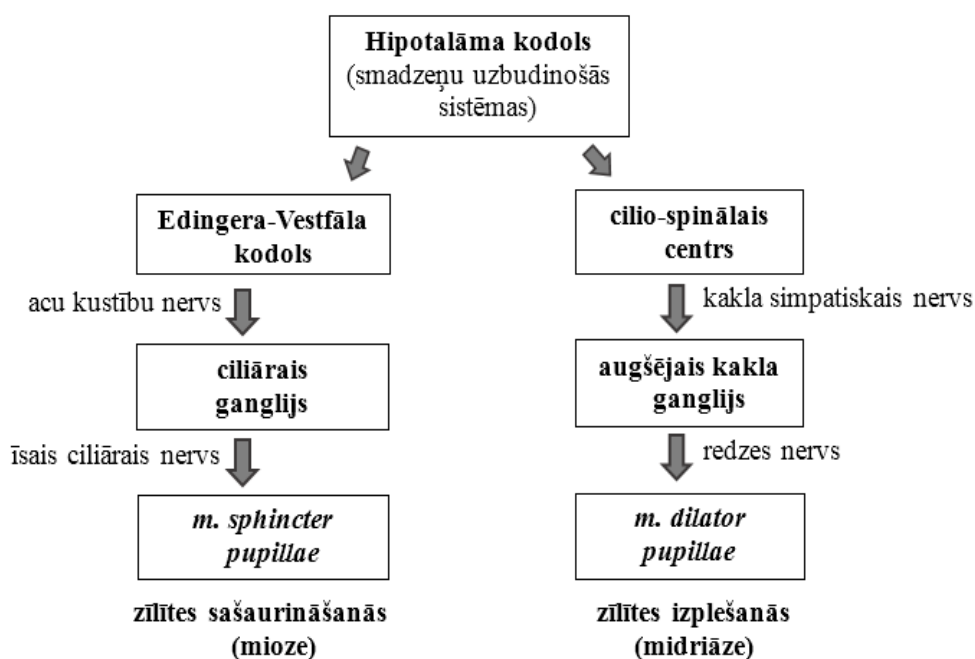 Hipotalāma kodols
(smadzeņu uzbudinošās
sistēmas)
Edingera-Vestfāla
kodols
cilio-spinālais
centrs
acu kustību nervs
kakla simpatiskais nervs
ciliārais
ganglijs
augšējais kakla
ganglijs
īsais ciliārais nervs
redzes nervs
m. sphincter
pupillae
m. dilator
pupillae
zīlītes sašaurināšanās
(mioze)
zīlītes izplešanās
(midriāze)